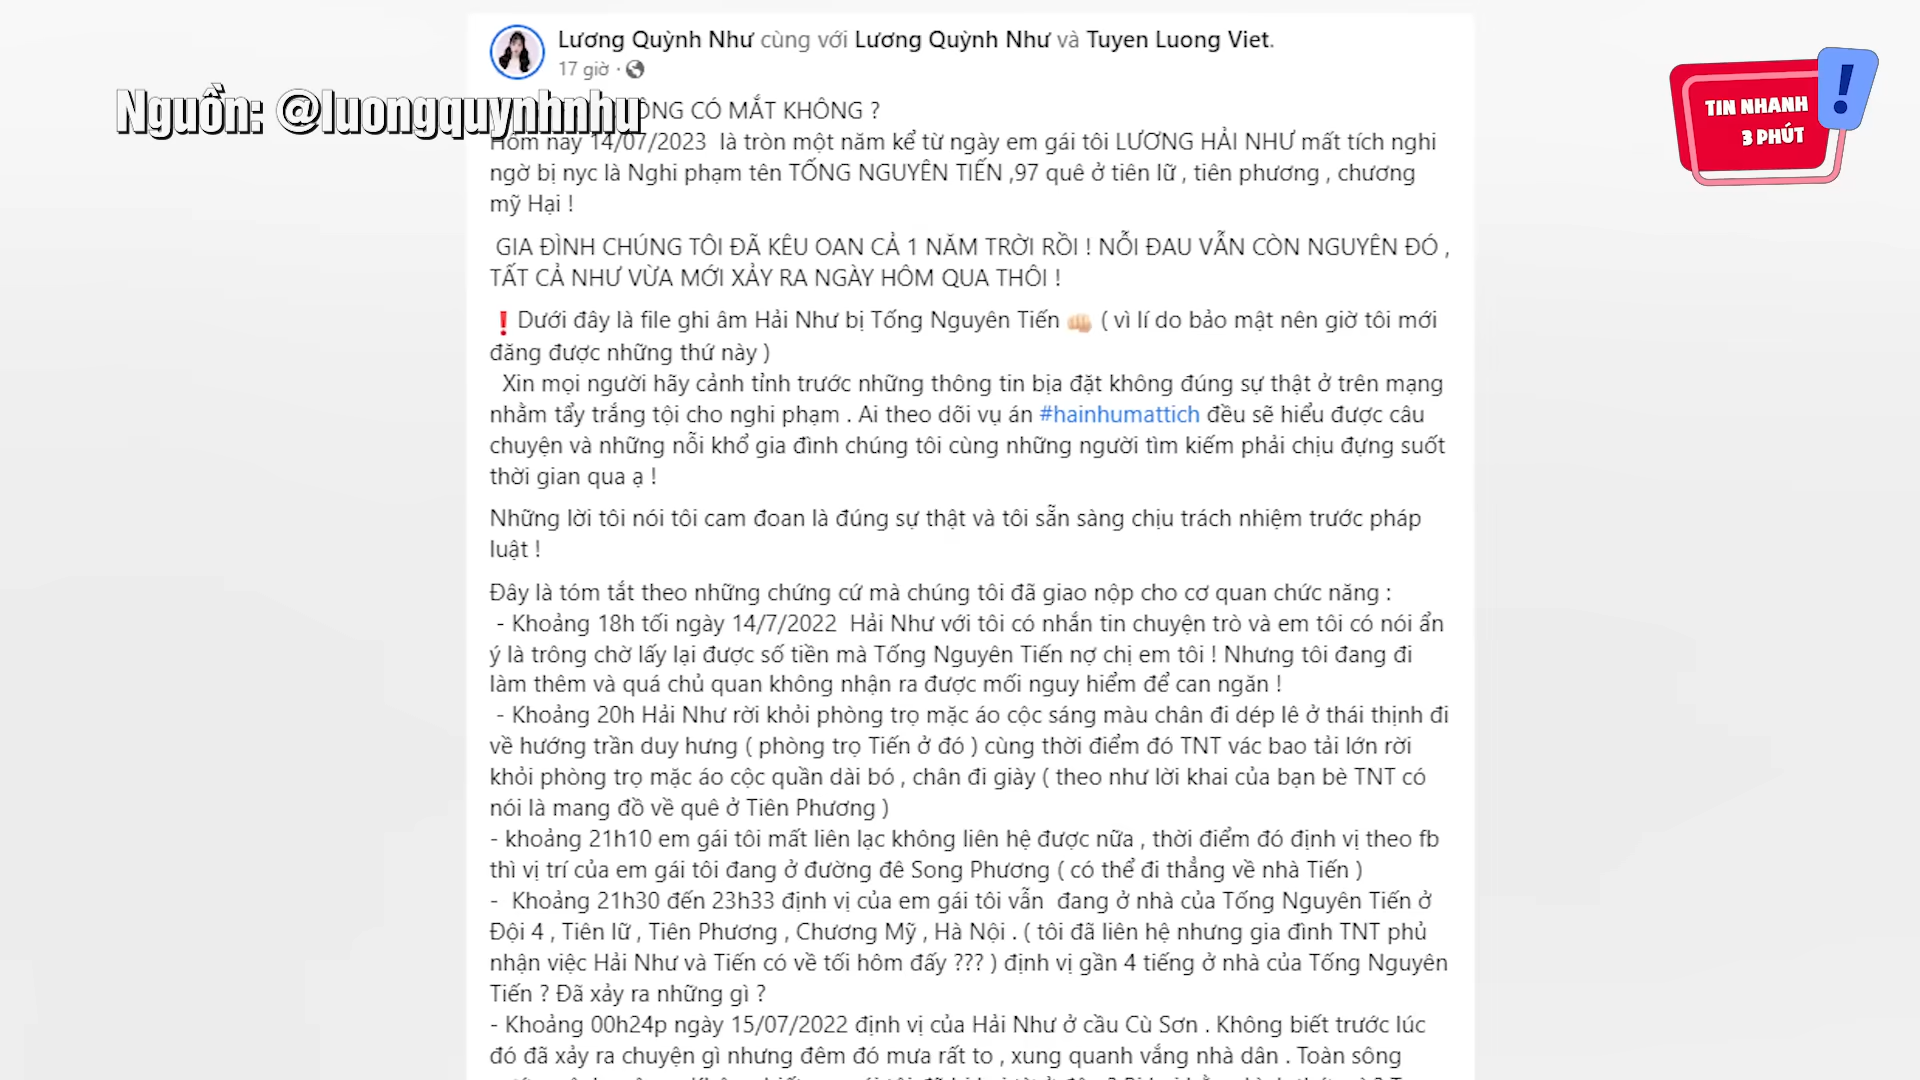 Lương Quỳnh Như cùng với Lương Quỳnh Như và Tuyen Luong Viet.
17 giờ ·
Nguồn: @luongquynhnhu
CÓ MẮT KHÔNG ?
Hôm nay 14/07/2023 là tròn một năm kể từ ngày em gái tôi LƯƠNG HẢI NHƯ mất tích nghi
ngờ bị nyc là Nghi phạm tên TỐNG NGUYÊN TIẾN ,97 quê ở tiên lữ , tiên phương , chương
mỹ Hại !
GIA ĐÌNH CHÚNG TÔI ĐÃ KÊU OAN CẢ 1 NĂM TRỜI RỒI ! NỖI ĐAU VẪN CÒN NGUYÊN ĐÓ ,
TẤT CẢ NHƯ VỪA MỚI XẢY RA NGÀY HÔM QUA THÔI !
❗Dưới đây là file ghi âm Hải Như bị Tống Nguyên Tiến 👊🏻 ( vì lí do bảo mật nên giờ tôi mới
đăng được những thứ này )
Xin mọi người hãy cảnh tỉnh trước những thông tin bịa đặt không đúng sự thật ở trên mạng
nhằm tẩy trắng tội cho nghi phạm . Ai theo dõi vụ án #hainhumattich đều sẽ hiểu được câu
chuyện và những nỗi khổ gia đình chúng tôi cùng những người tìm kiếm phải chịu đựng suốt
thời gian qua ạ !
Những lời tôi nói tôi cam đoan là đúng sự thật và tôi sẵn sàng chịu trách nhiệm trước pháp
luật !
Đây là tóm tắt theo những chứng cứ mà chúng tôi đã giao nộp cho cơ quan chức năng :
- Khoảng 18h tối ngày 14/7/2022 Hải Như với tôi có nhắn tin chuyện trò và em tôi có nói ẩn
ý là trông chờ lấy lại được số tiền mà Tống Nguyên Tiến nợ chị em tôi ! Nhưng tôi đang đi
làm thêm và quá chủ quan không nhận ra được mối nguy hiểm để can ngăn !
- Khoảng 20h Hải Như rời khỏi phòng trọ mặc áo cộc sáng màu chân đi dép lê ở thái thịnh đi
về hướng trần duy hưng ( phòng trọ Tiến ở đó ) cùng thời điểm đó TNT vác bao tải lớn rời
khỏi phòng trọ mặc áo cộc quần dài bó , chân đi giày ( theo như lời khai của bạn bè TNT có
nói là mang đồ về quê ở Tiên Phương )
- khoảng 21h10 em gái tôi mất liên lạc không liên hệ được nữa , thời điểm đó định vị theo fb
thì vị trí của em gái tôi đang ở đường đê Song Phương ( có thể đi thẳng về nhà Tiến )
- Khoảng 21h30 đến 23h33 định vị của em gái tôi vẫn đang ở nhà của Tống Nguyên Tiến ở
Đội 4 , Tiên lữ , Tiên Phương , Chương Mỹ , Hà Nội . ( tôi đã liên hệ nhưng gia đình TNT phủ
nhận việc Hải Như và Tiến có về tối hôm đấy ??? ) định vị gần 4 tiếng ở nhà của Tống Nguyên
Tiến ? Đã xảy ra những gì ?
- Khoảng 00h24p ngày 15/07/2022 định vị của Hải Như ở cầu Cù Sơn . Không biết trước lúc
đó đã xảy ra chuyện gì nhưng đêm đó mưa rất to , xung quanh vắng nhà dân . Toàn sông
TIN NHANH
3 PHÚT